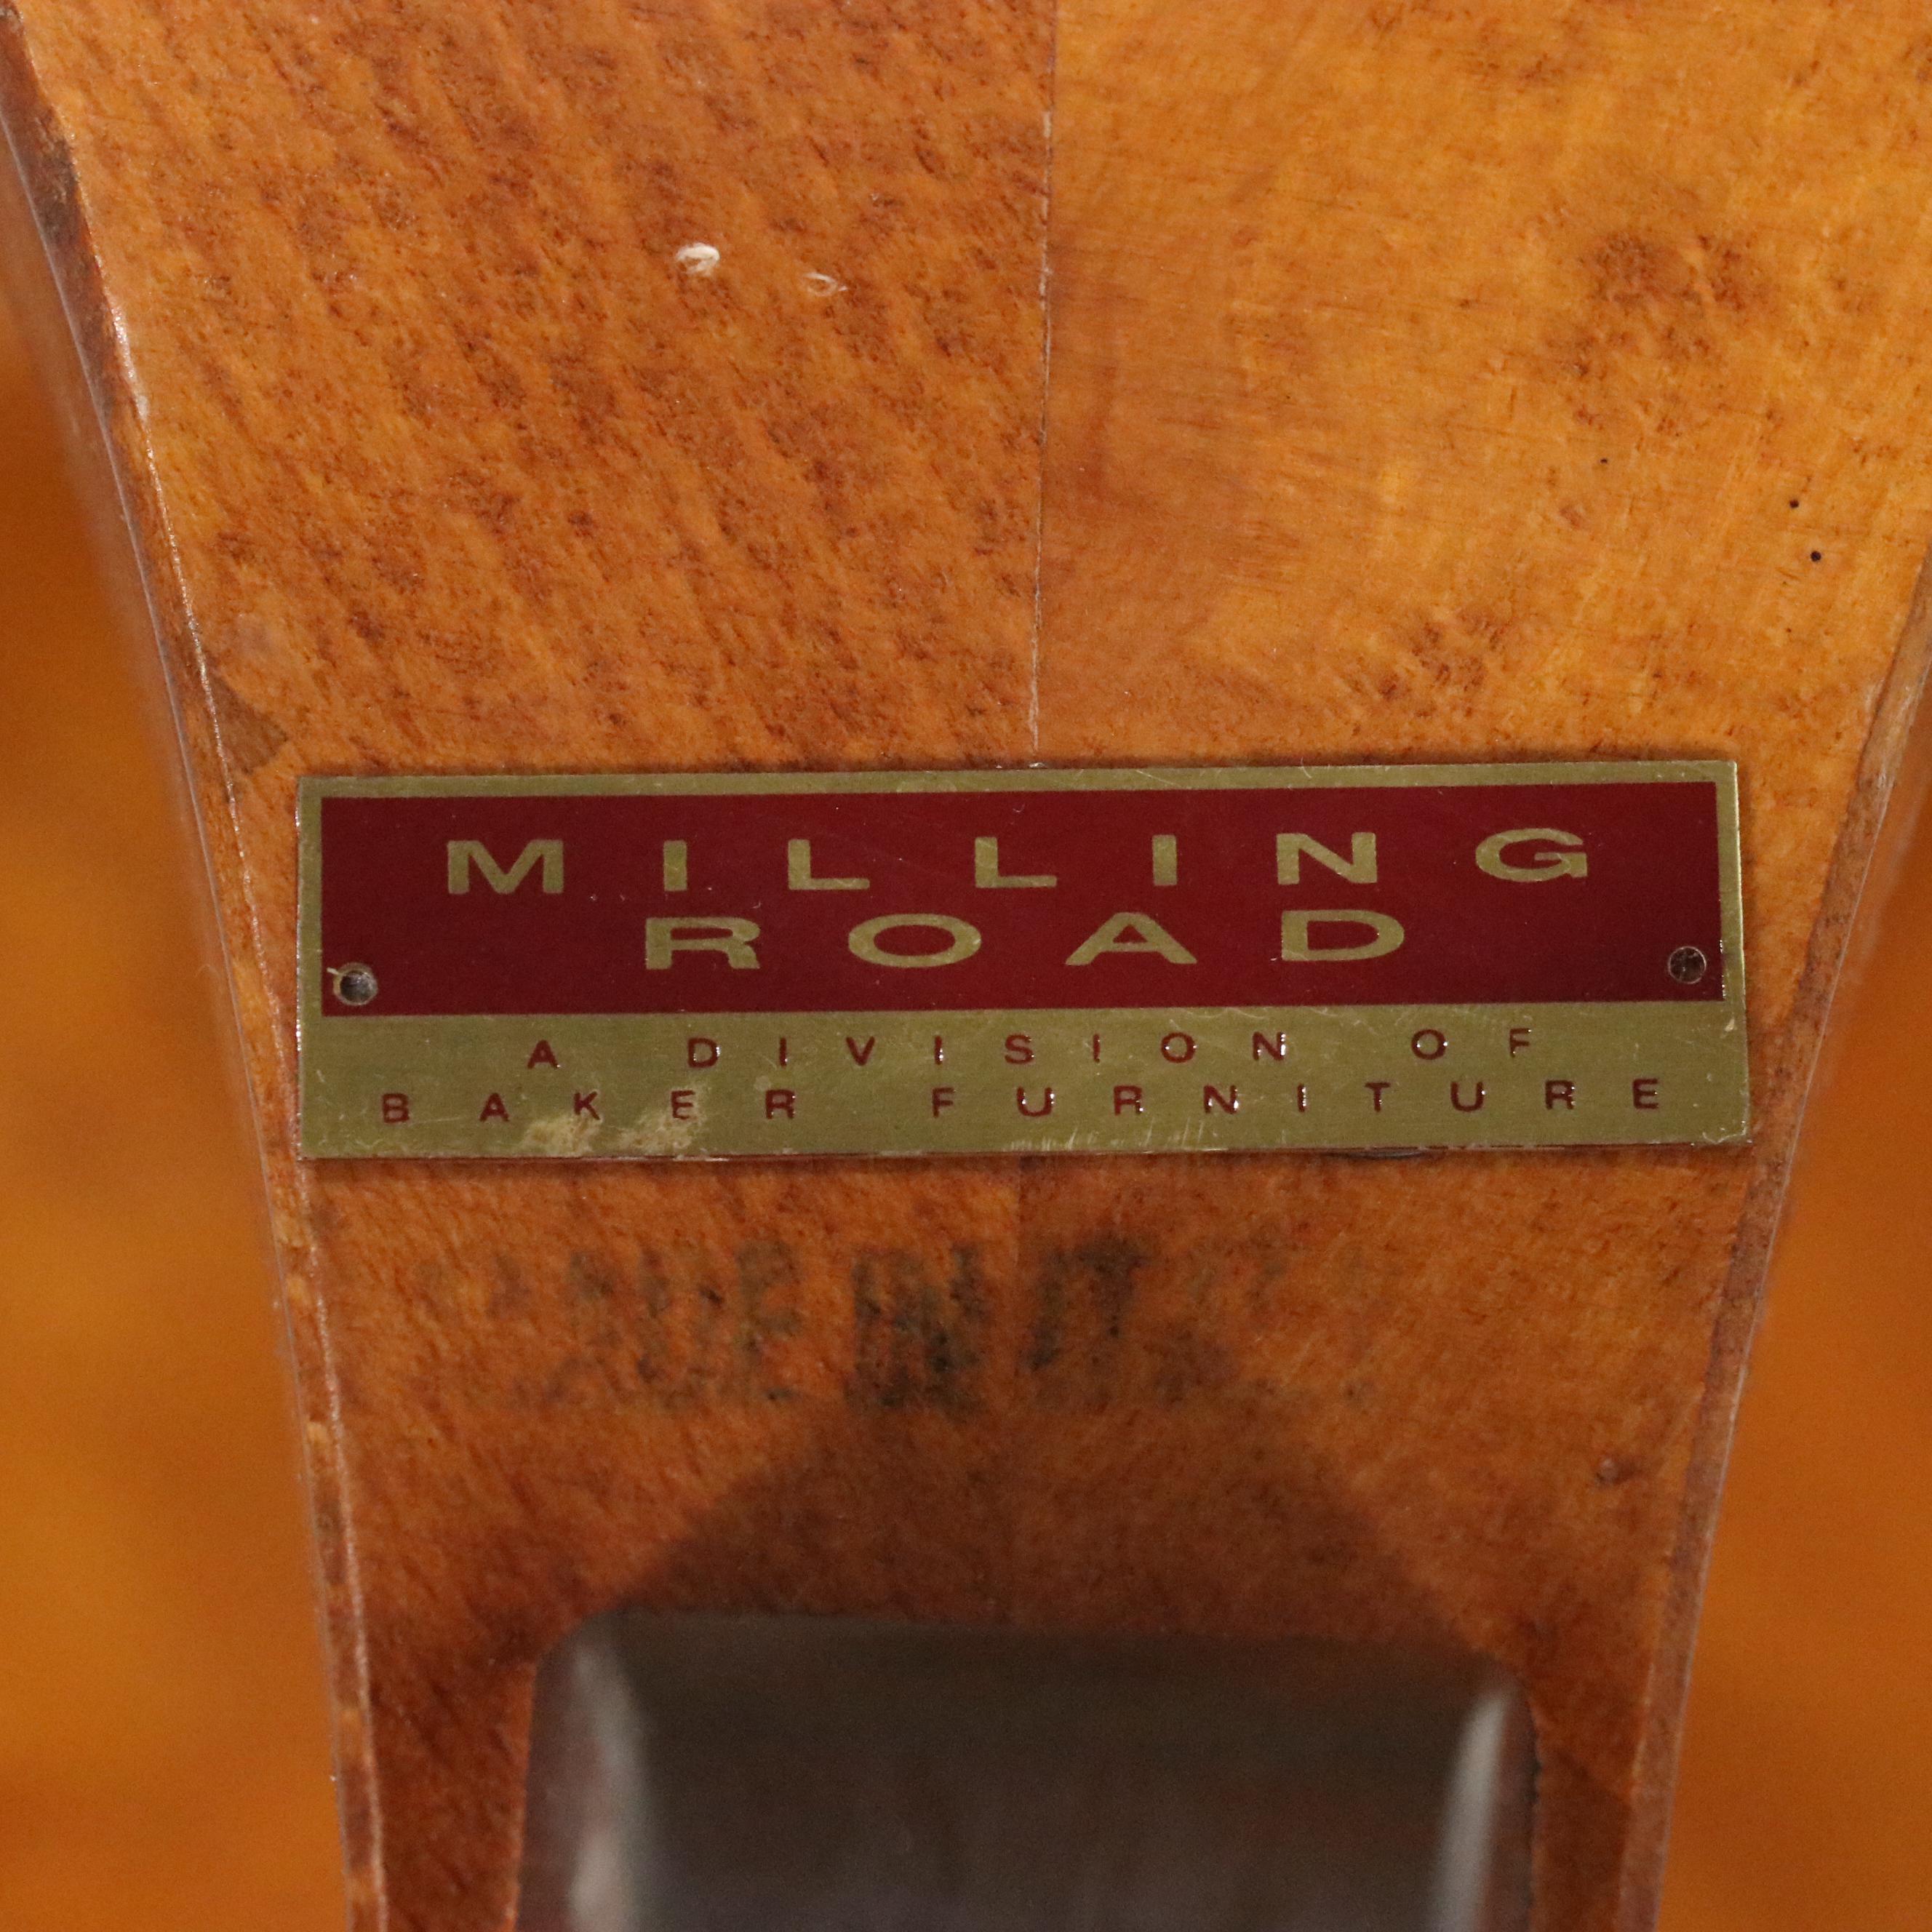 MILLING
ROAD
A DIVISION OF
BAKER FURNITURE